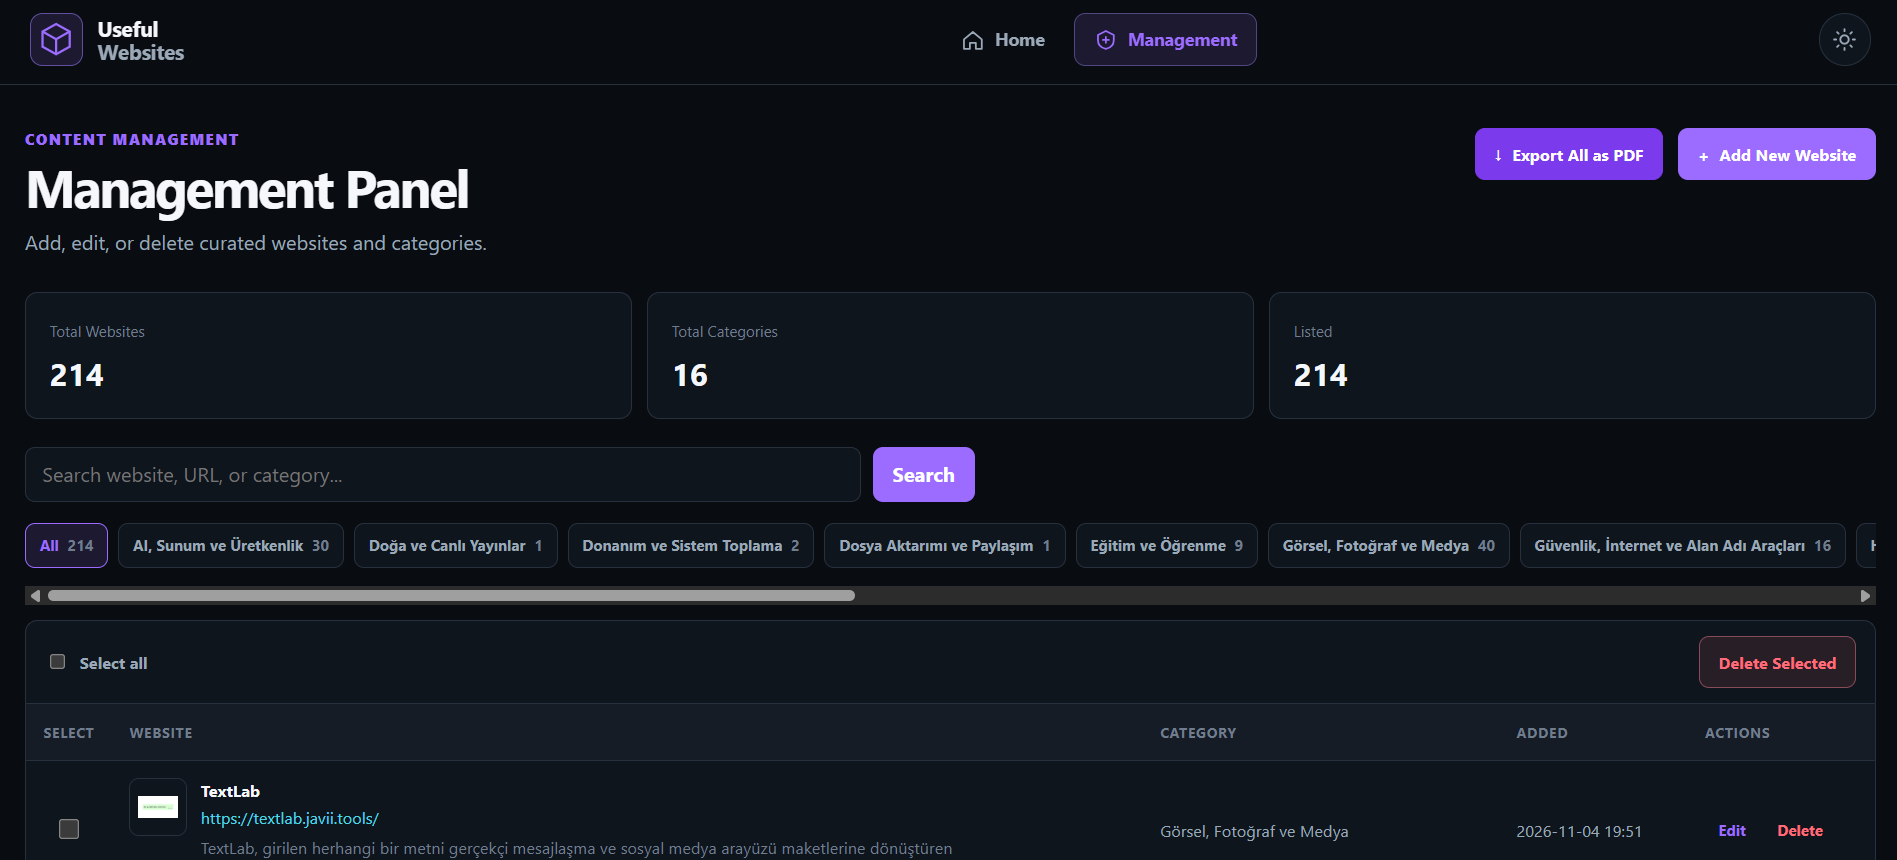 Useful
Websites
Home
Management
CONTENT MANAGEMENT
Management Panel
Add, edit, or delete curated websites and categories.
↓ Export All as PDF
+ Add New Website
Total Websites
214
Total Categories
16
Listed
214
Search website, URL, or category...
Search
All 214
AI, Sunum ve Üretkenlik 30
Doğa ve Canlı Yayınlar 1
Donanım ve Sistem Toplama 2
Dosya Aktarımı ve Paylaşım 1
Eğitim ve Öğrenme 9
Görsel, Fotoğraf ve Medya 40
Güvenlik, İnternet ve Alan Adı Araçları 16
Select all
Delete Selected
SELECT
WEBSITE
CATEGORY
ADDED
ACTIONS
TextLab
https://textlab.javii.tools/
TextLab, girilen herhangi bir metni gerçekçi mesajlaşma ve sosyal medya arayüzü maketlerine dönüştüren
Görsel, Fotoğraf ve Medya
2026-11-04 19:51
Edit
Delete